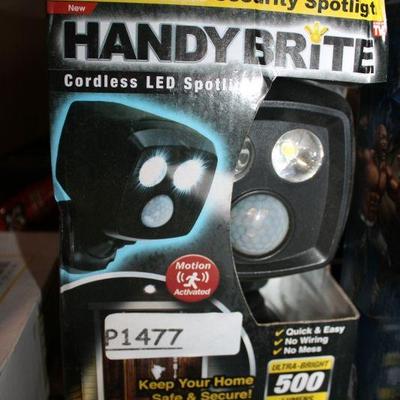 New
Security Spotligt
HANDY BRITE
Cordless LED Spotli
Motion
Activated
P1477
Quick & Easy
No Wiring
No Mess
Keep Your Home
Safe & Secure!
ULTRA-BRIGHT
500
LUMENS